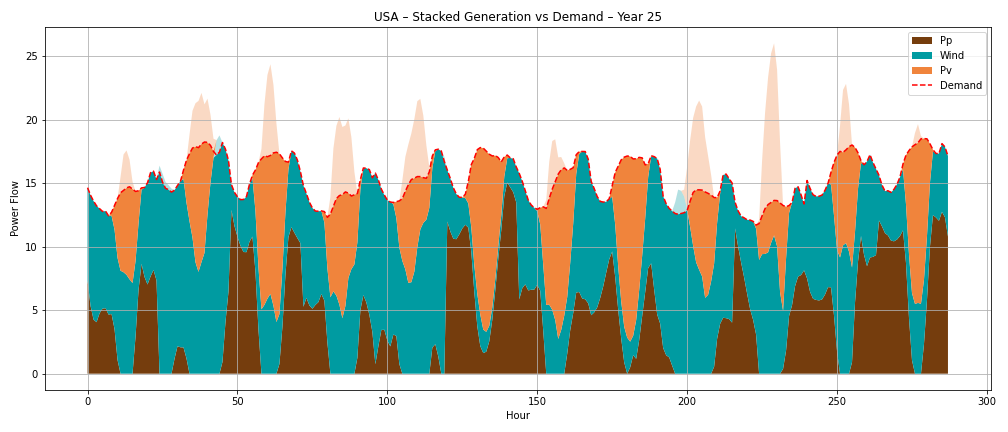 USA – Stacked Generation vs Demand – Year 25
Pp
Wind
Pv
Demand
Power Flow
25
20
15
10
5
0
0 50 100 150 200 250 300
Hour